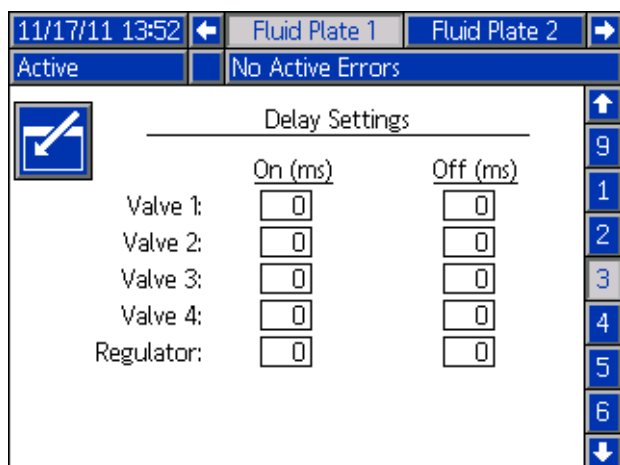 11/17/11 13:52 Fluid Plate 1 Fluid Plate 2
Active No Active Errors
Delay Settings
On (ms) Off (ms)
Valve 1: 0 0
Valve 2: 0 0
Valve 3: 0 0
Valve 4: 0 0
Regulator: 0 0
9
1
2
3
4
5
6